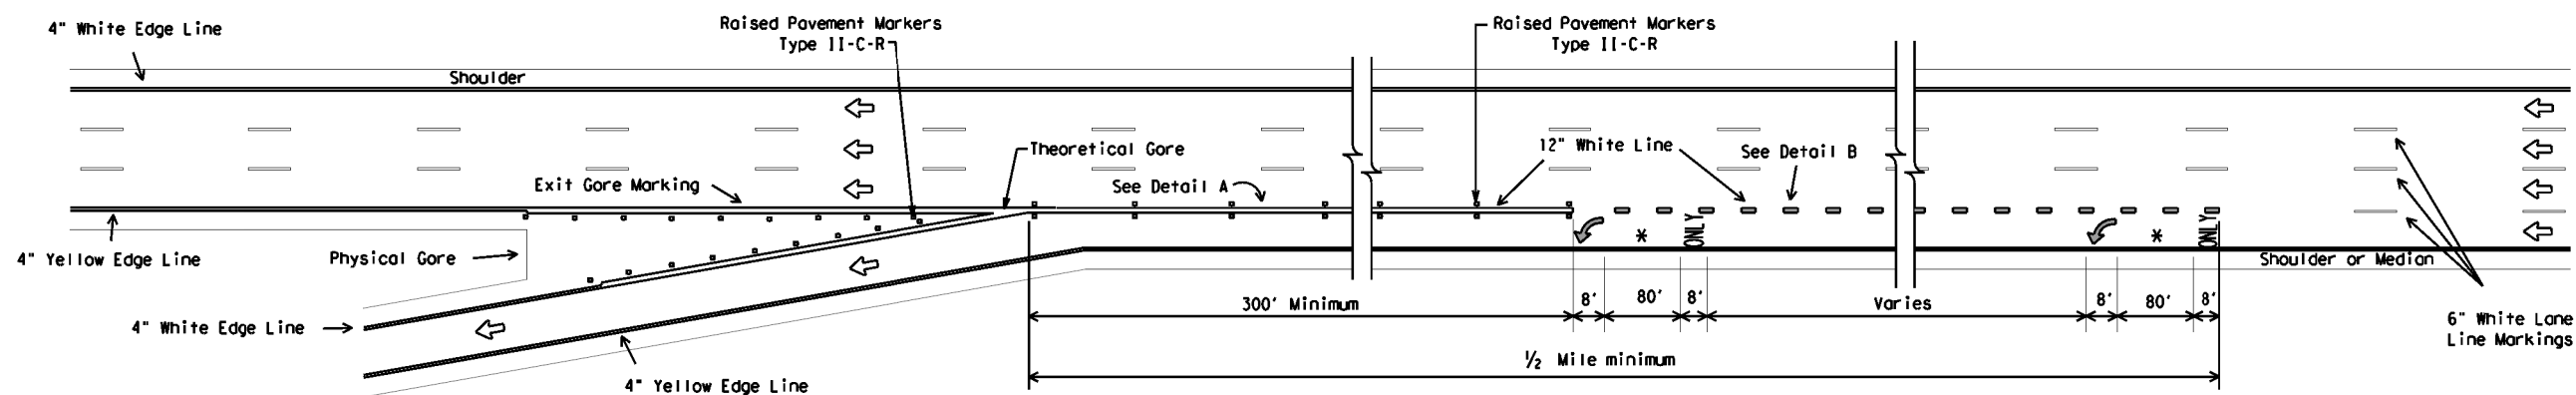 4" White Edge Line
Raised Pavement Markers
Type II-C-R
Raised Pavement Markers
Type II-C-R
Shoulder
Theoretical Gore
12" White Line
See Detail B
Exit Gore Marking
See Detail A
*
ONLY
*
ONLY
4" Yellow Edge Line
Physical Gore
Shoulder or Median
300' Minimum
8'
80'
8'
Varies
8'
80'
8'
4" White Edge Line
6" White Lane
Line Markings
1/2 Mile minimum
4" Yellow Edge Line